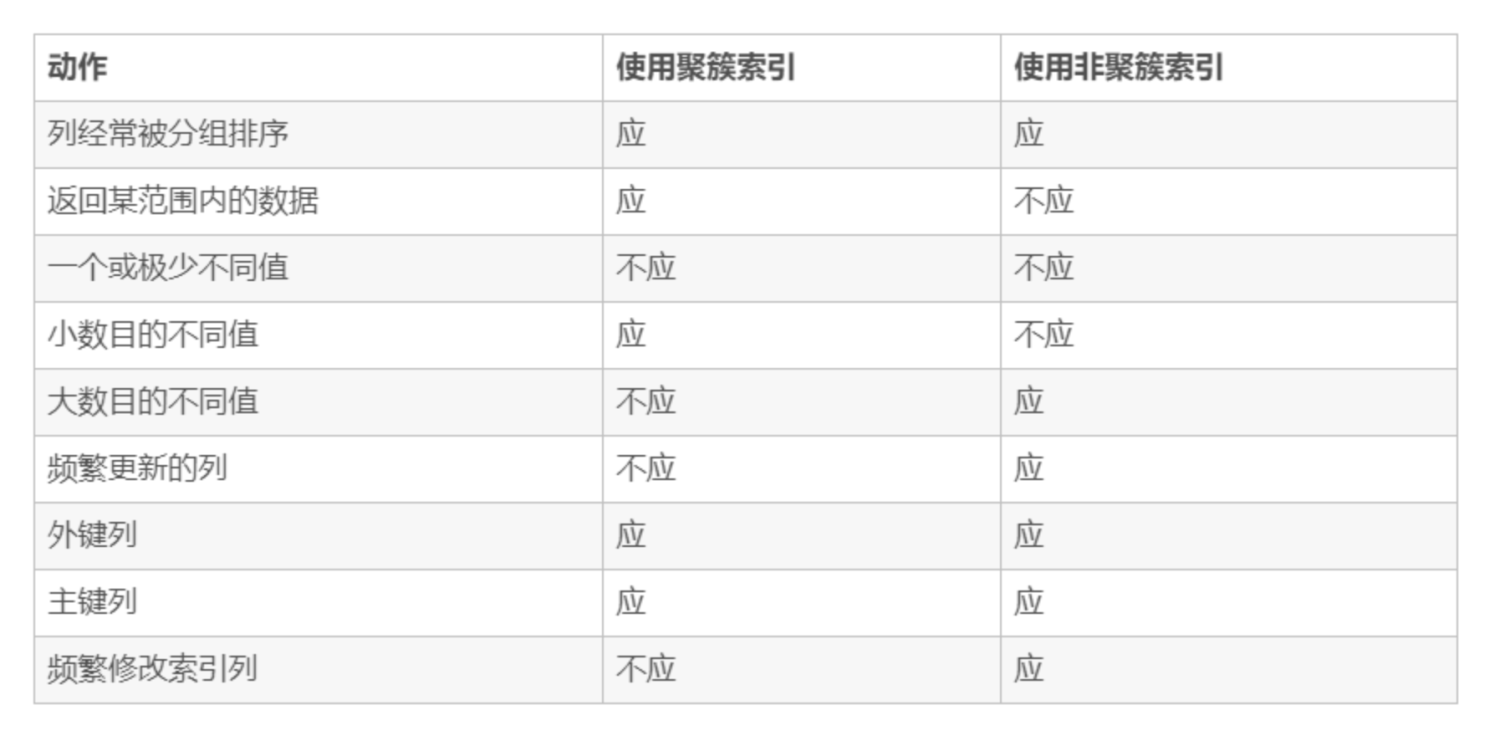 动作 使用聚簇索引 使用非聚簇索引
列经常被分组排序 应 应
返回某范围内的数据 应 不应
一个或极少不同值 不应 不应
小数目的不同值 应 不应
大数目的不同值 不应 应
频繁更新的列 不应 应
外键列 应 应
主键列 应 应
频繁修改索引列 不应 应